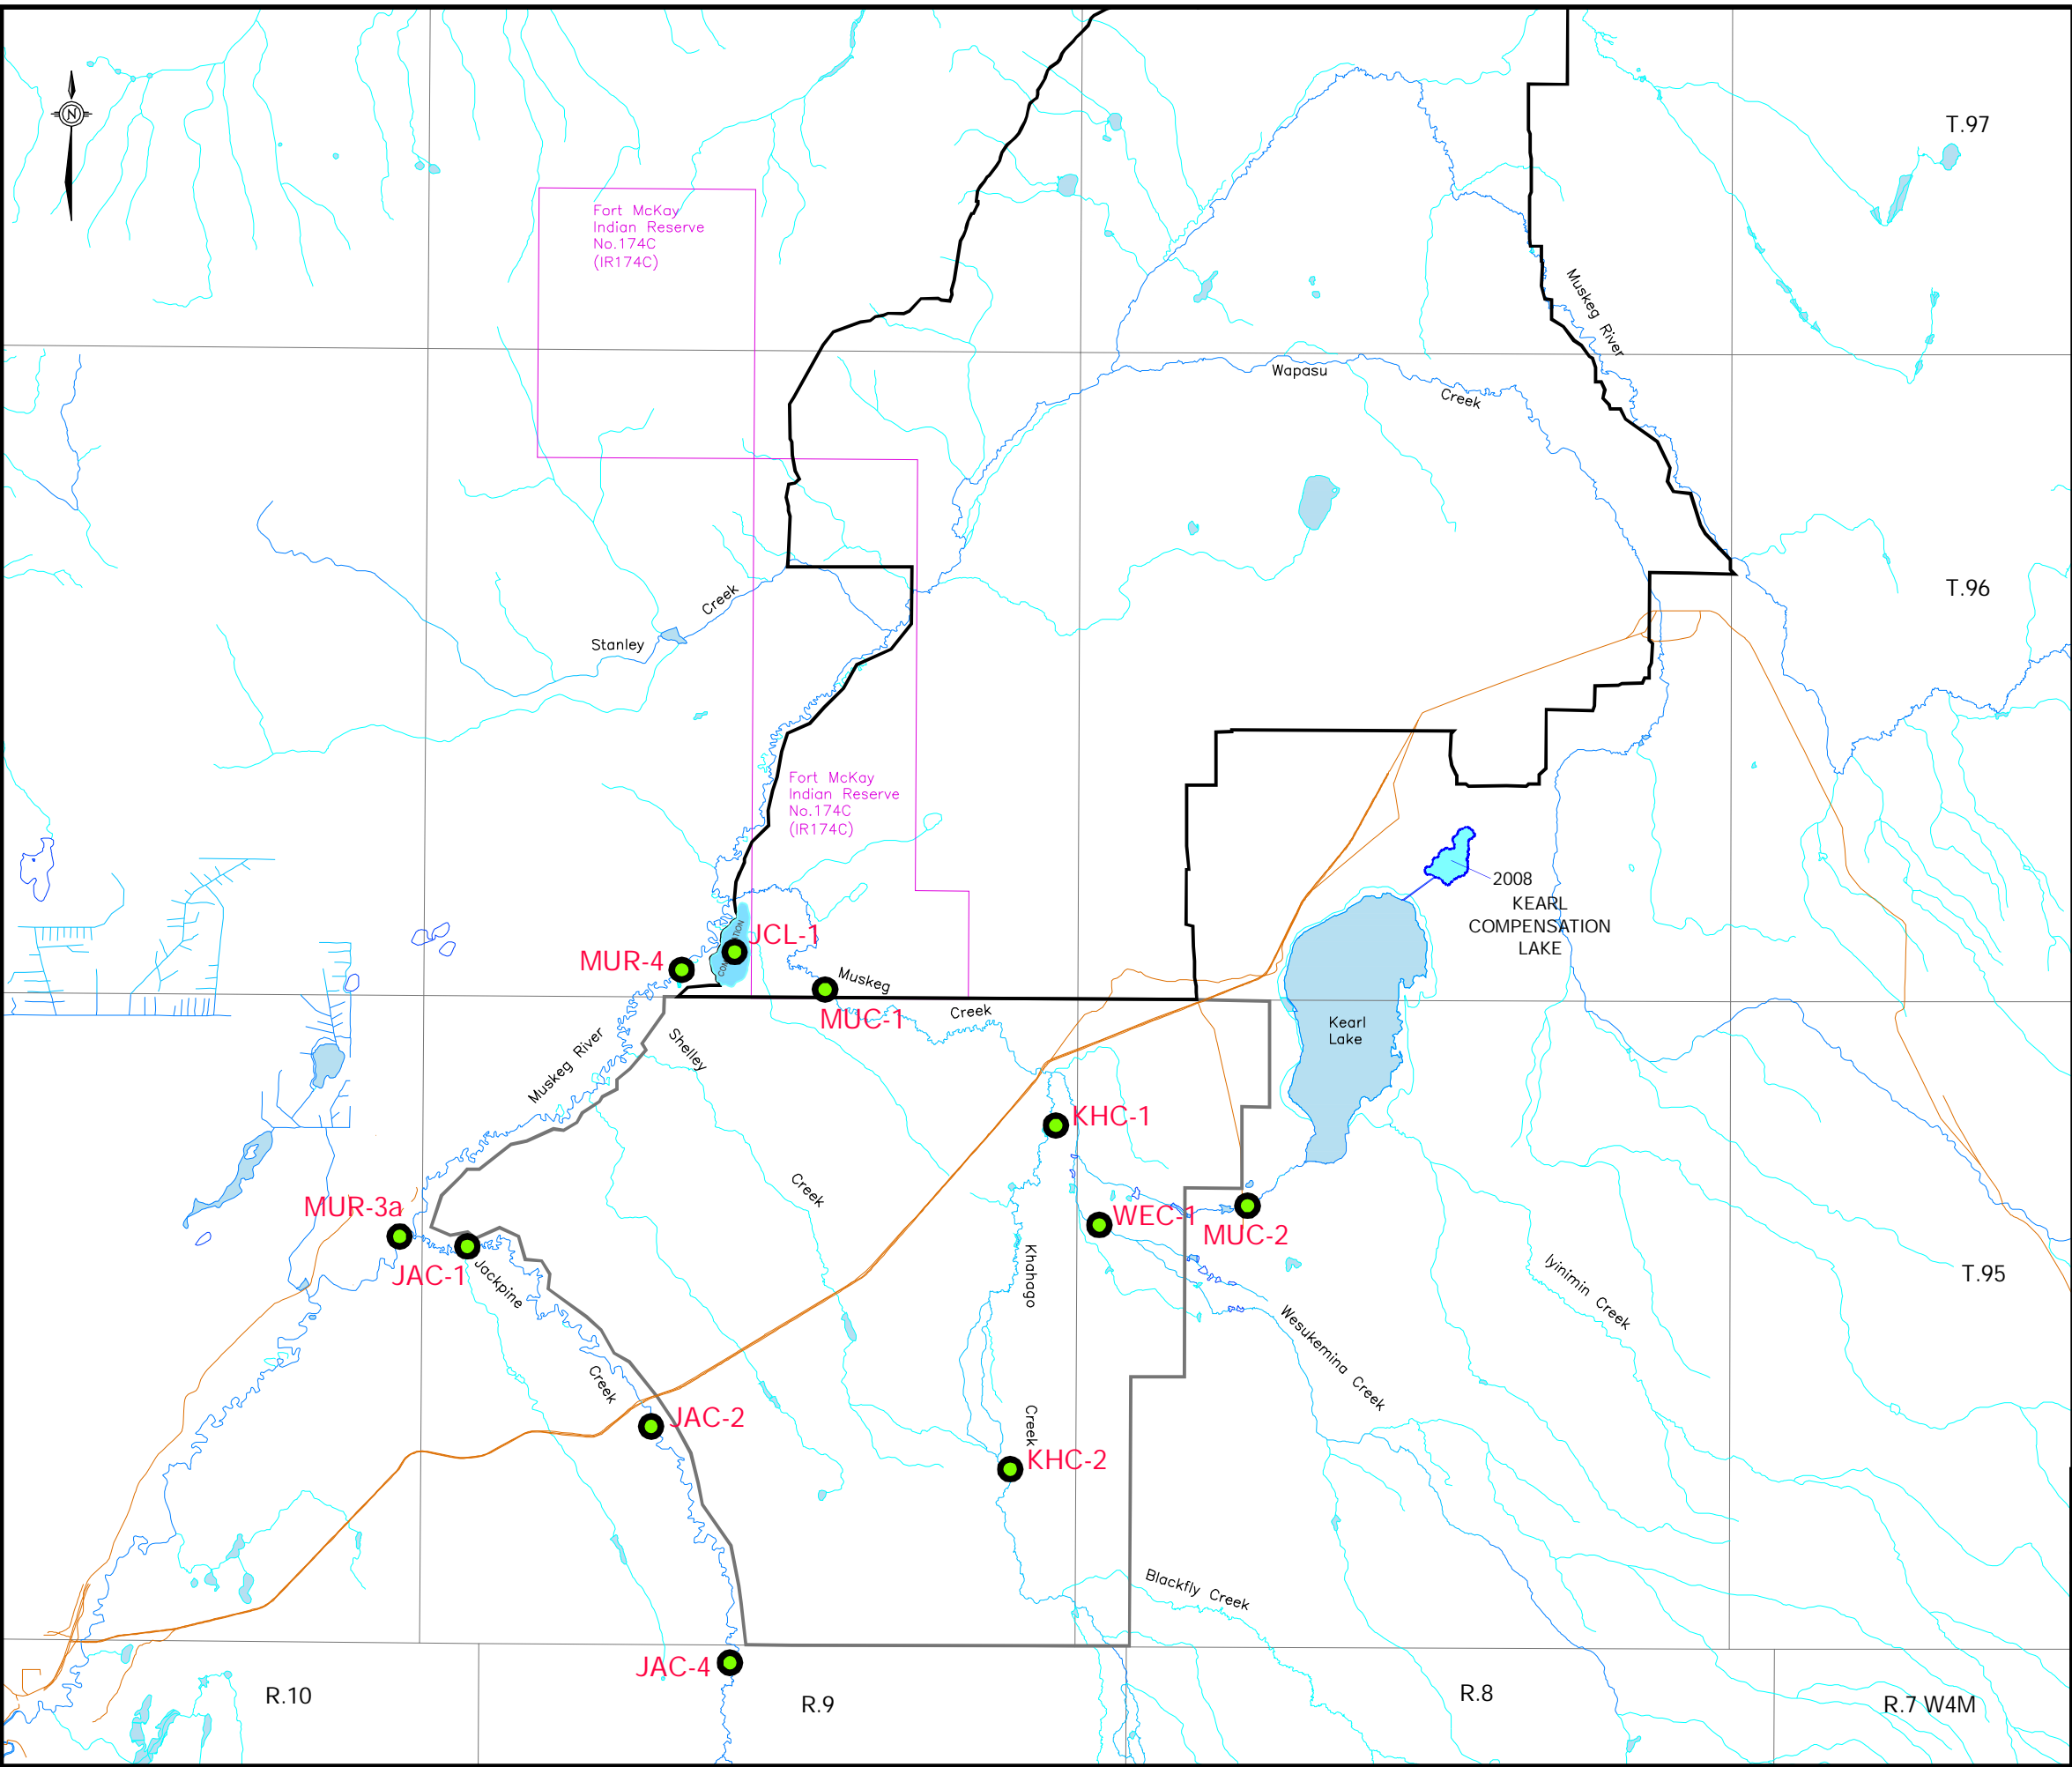 N
T.97
Fort McKay
Indian Reserve
No.174C
(IR174C)
Muskeg River
Wapasu
Creek
T.96
Creek
Stanley
Fort McKay
Indian Reserve
No.174C
(IR174C)
2008
KEARL
COMPENSATION
LAKE
JCL-1
MUR-4
Muskeg
MUC-1
Creek
Kearl
Lake
Shelley
Muskeg River
KHC-1
Creek
MUR-3a
WEC-1
MUC-2
JAC-1
Jackpine
Khahago
Iyinimin Creek
T.95
Wesukemina Creek
Creek
JAC-2
Creek
KHC-2
Blackfly Creek
JAC-4
R.10
R.9
R.8
R.7 W4M